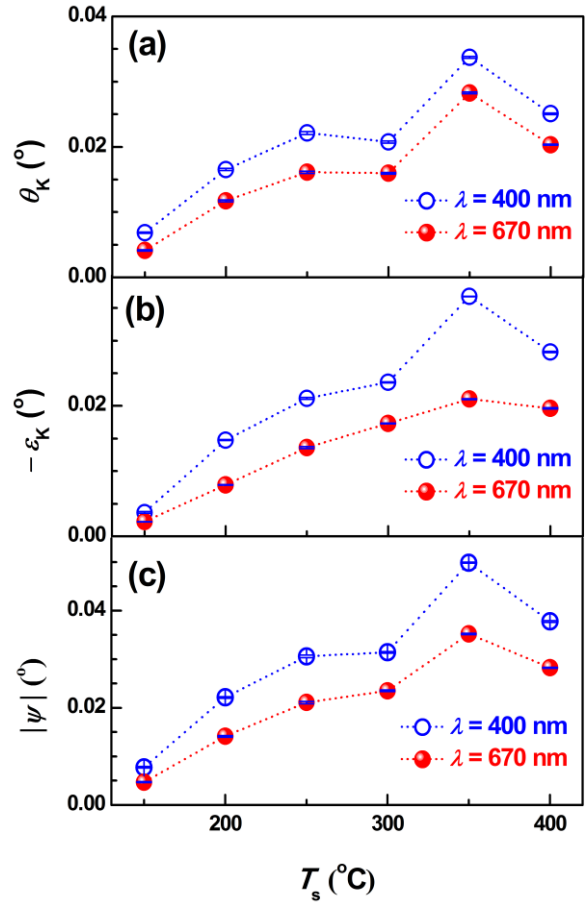 0.04
(a)
0.02
θK (°)
λ = 400 nm
λ = 670 nm
0.00
(b)
0.02
− εK (°)
λ = 400 nm
λ = 670 nm
0.00
(c)
0.04
|ψ| (°)
0.02
λ = 400 nm
λ = 670 nm
0.00
200 300 400
Ts (°C)